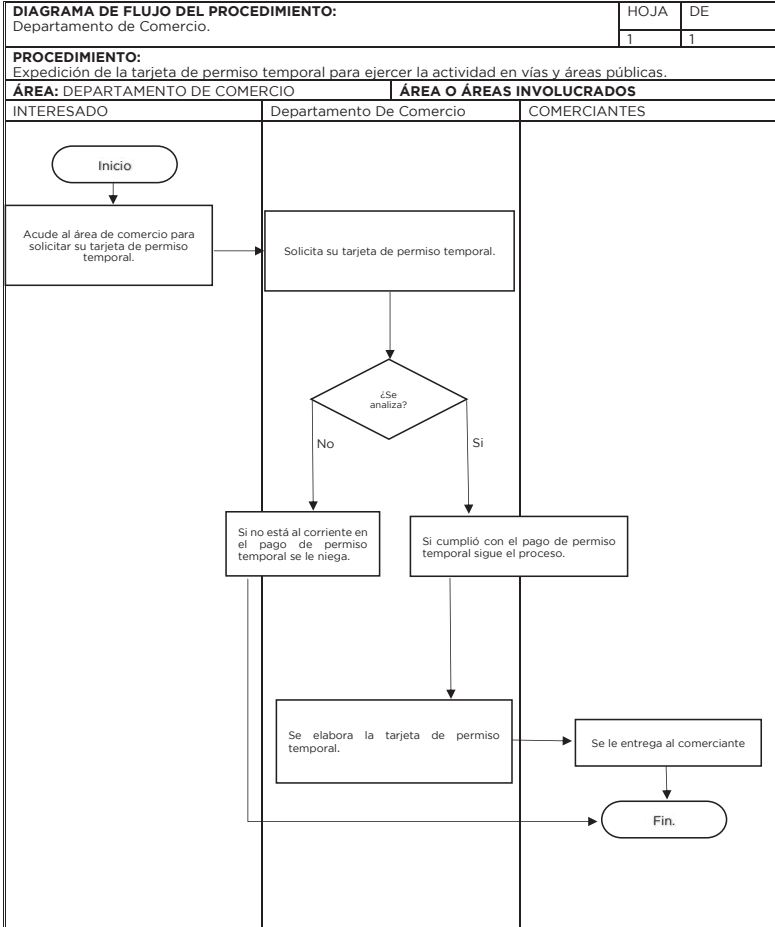 DIAGRAMA DE FLUJO DEL PROCEDIMIENTO:
Departamento de Comercio.
HOJA DE
1 1
PROCEDIMIENTO:
Expedición de la tarjeta de permiso temporal para ejercer la actividad en vías y áreas públicas.
ÁREA: DEPARTAMENTO DE COMERCIO ÁREA O ÁREAS INVOLUCRADOS
INTERESADO Departamento De Comercio COMERCIANTES
Inicio
Acude al área de comercio para
solicitar su tarjeta de permiso
temporal.
Solicita su tarjeta de permiso temporal.
¿Se
analiza?
No
Si
Si no está al corriente en
el pago de permiso
temporal se le niega.
Si cumplió con el pago de permiso
temporal sigue el proceso.
Se elabora la tarjeta de permiso
temporal.
Se le entrega al comerciante
Fin.